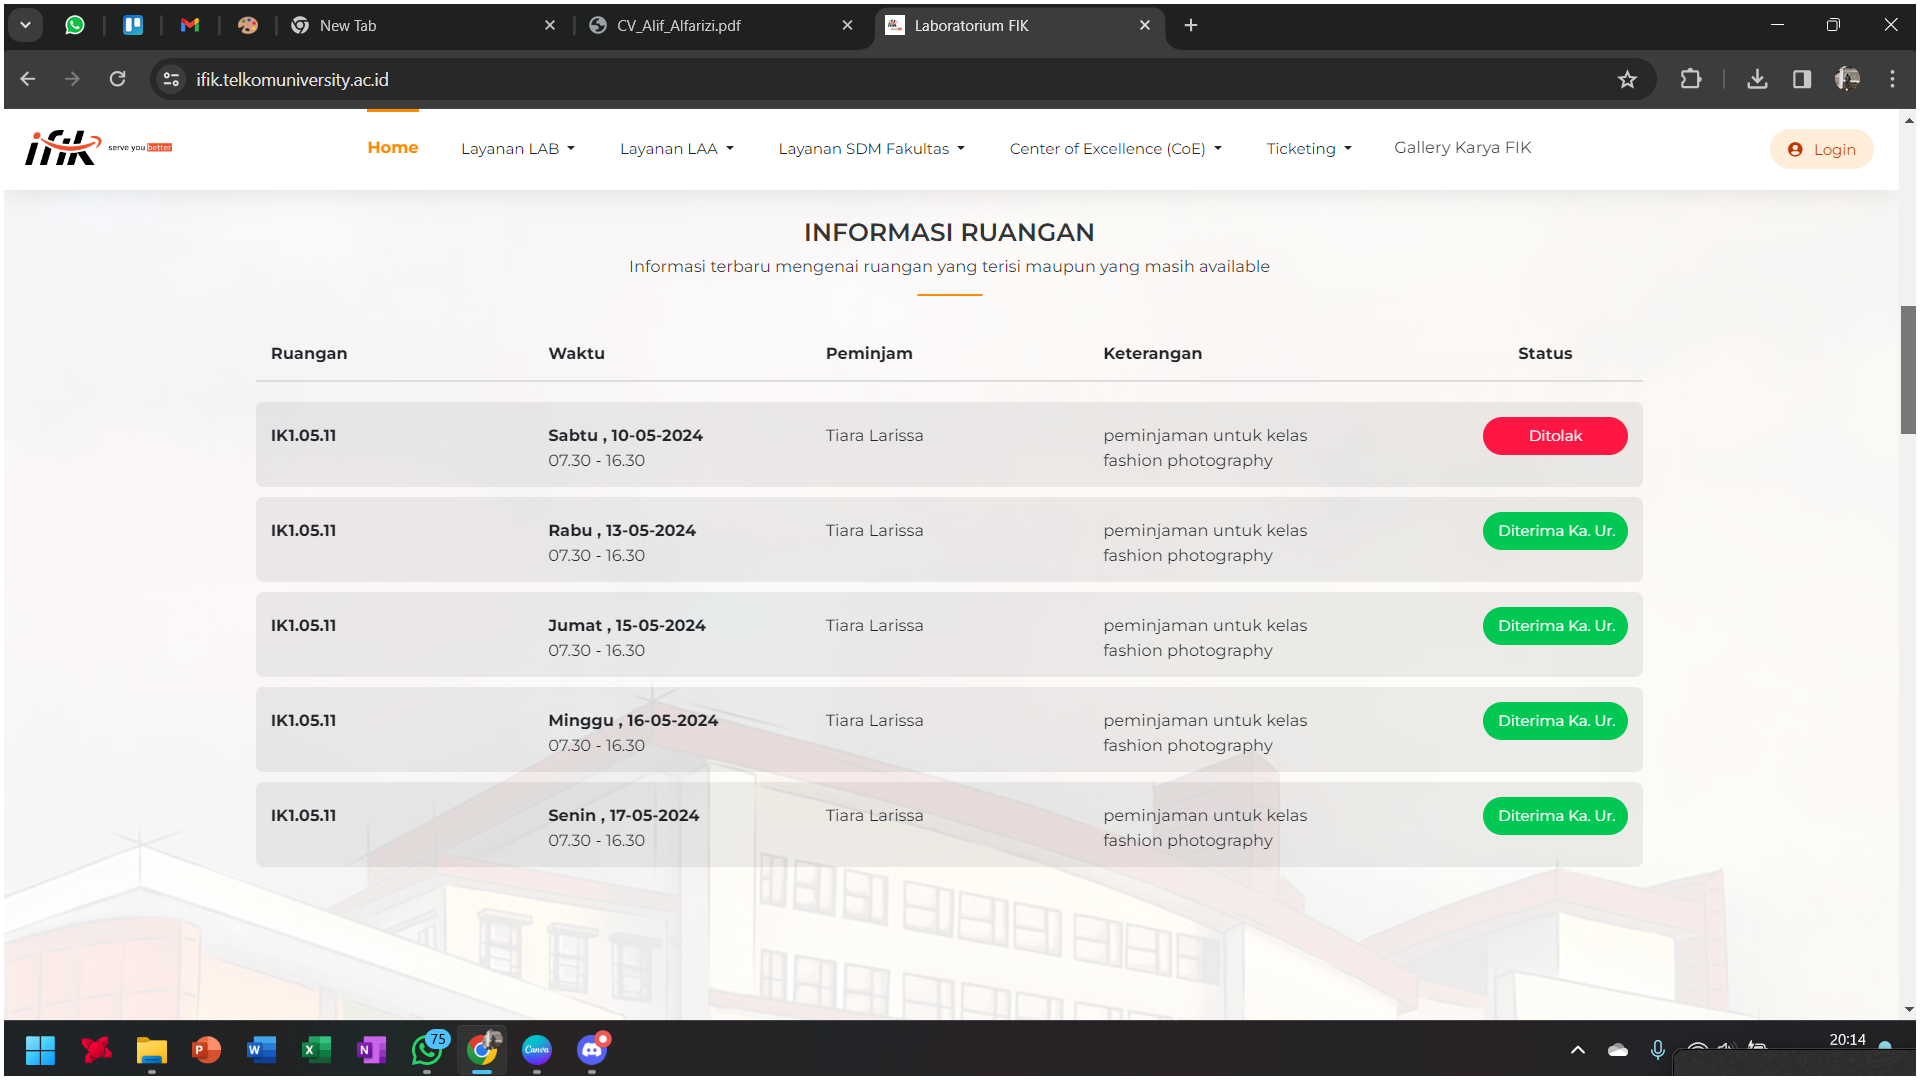 New Tab
CV_Alif_Alfarizi.pdf
Laboratorium FIK
ifik.telkomuniversity.ac.id
ifik
serve you better
Home
Layanan LAB
Layanan LAA
Layanan SDM Fakultas
Center of Excellence (CoE)
Ticketing
Gallery Karya FIK
Login
INFORMASI RUANGAN
Informasi terbaru mengenai ruangan yang terisi maupun yang masih available
Ruangan Waktu Peminjam Keterangan Status
IK1.05.11 Sabtu , 10-05-2024 Tiara Larissa peminjaman untuk kelas Ditolak
07.30 - 16.30 fashion photography
IK1.05.11 Rabu , 13-05-2024 Tiara Larissa peminjaman untuk kelas Diterima Ka. Ur.
07.30 - 16.30 fashion photography
IK1.05.11 Jumat , 15-05-2024 Tiara Larissa peminjaman untuk kelas Diterima Ka. Ur.
07.30 - 16.30 fashion photography
IK1.05.11 Minggu , 16-05-2024 Tiara Larissa peminjaman untuk kelas Diterima Ka. Ur.
07.30 - 16.30 fashion photography
IK1.05.11 Senin , 17-05-2024 Tiara Larissa peminjaman untuk kelas Diterima Ka. Ur.
07.30 - 16.30 fashion photography
P
W
X
N
75
Canva
20:14